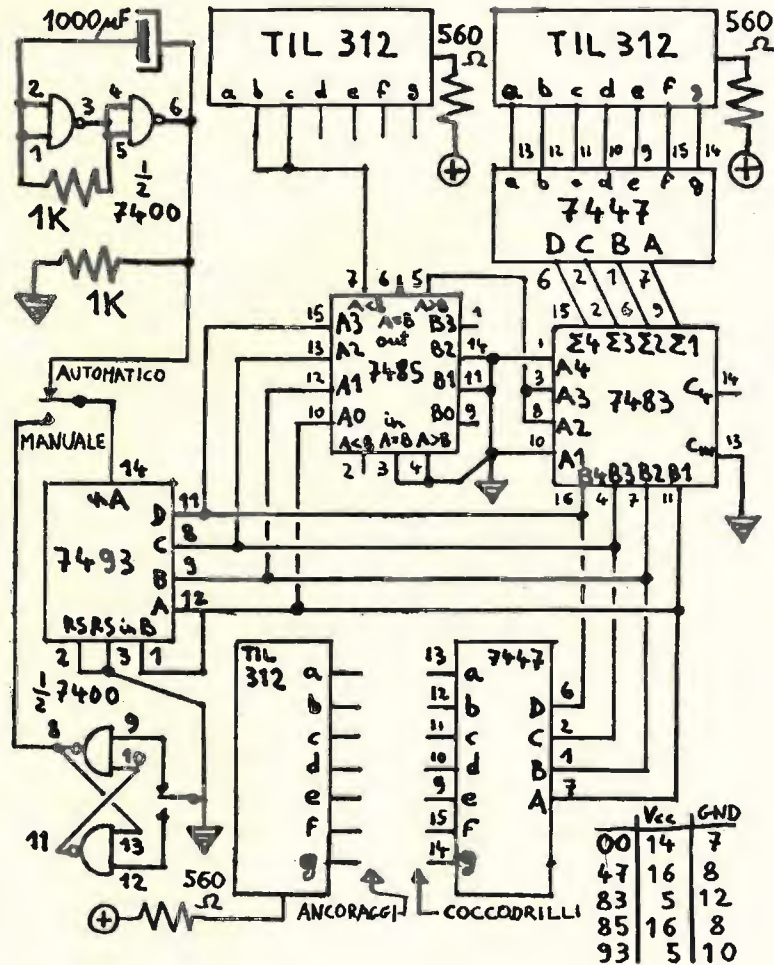 1000µF
TIL 312
560 Ω
TIL 312
560 Ω
a b c d e f g
a b c d e f g
2 3 4 6
1 5
13 12 11 10 9 15 14
a b c d e f g
1/2 7400
1K
7447
D C B A
1K
6 2 1 7
7 6 5
A<B A=B A>B
out
15 A3 B3 1
13 A2 B2 14
12 A1 7485 B1 11
10 A0 B0 9
in
A<B A=B A>B
2 3 4
15 2 6 9
Σ4 Σ3 Σ2 Σ1
1 A4
3 A3
8 A2
10 A1
7483
C4 14
Cin 13
B4 B3 B2 B1
16 4 7 11
AUTOMATICO
MANUALE
14
inA
7493
D 11
C 8
B 9
A 12
RS RS in B
2 3 1
1/2 7400
8 9
10
11 13
12
TIL 312
a
b
c
d
e
f
g
560 Ω
7447
13 a
12 b
11 c
10 d
9 e
15 f
14 g
D 6
C 2
B 1
A 7
ANCORAGGI
COCCODRILLI
Vcc GND
00 14 7
47 16 8
83 5 12
85 16 8
93 5 10